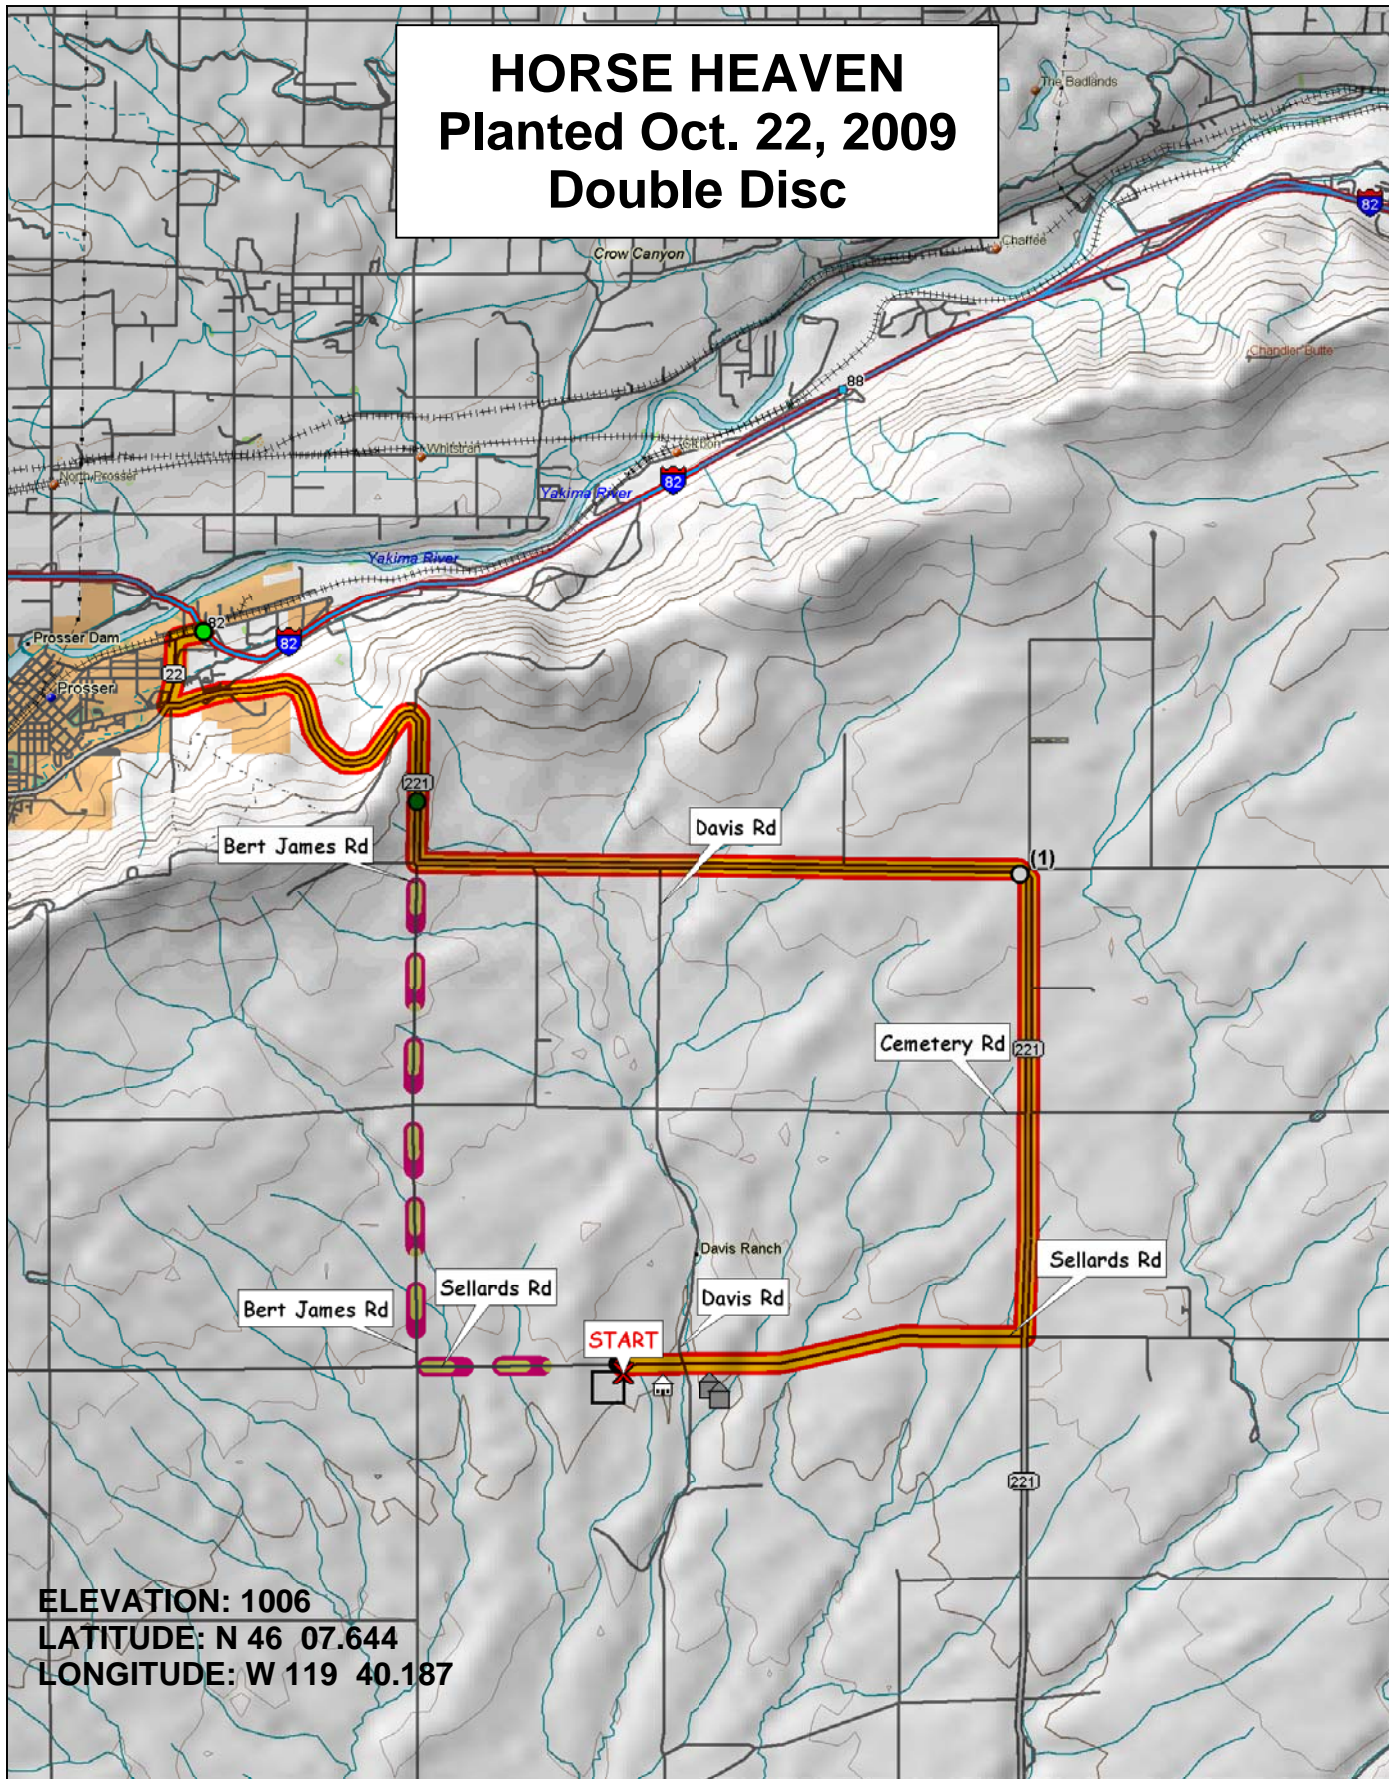 HORSE HEAVEN
Planted Oct. 22, 2009
Double Disc
The Badlands
82
Crow Canyon
Chaffee
Chandler Butte
88
Whitstran
Gibbon
North Prosser
Yakima River
82
Yakima River
82
82
Prosser Dam
22
Prosser
221
Bert James Rd
Davis Rd
(1)
Cemetery Rd
221
Davis Ranch
Sellards Rd
Sellards Rd
Bert James Rd
Davis Rd
START
221
ELEVATION: 1006
LATITUDE: N 46 07.644
LONGITUDE: W 119 40.187